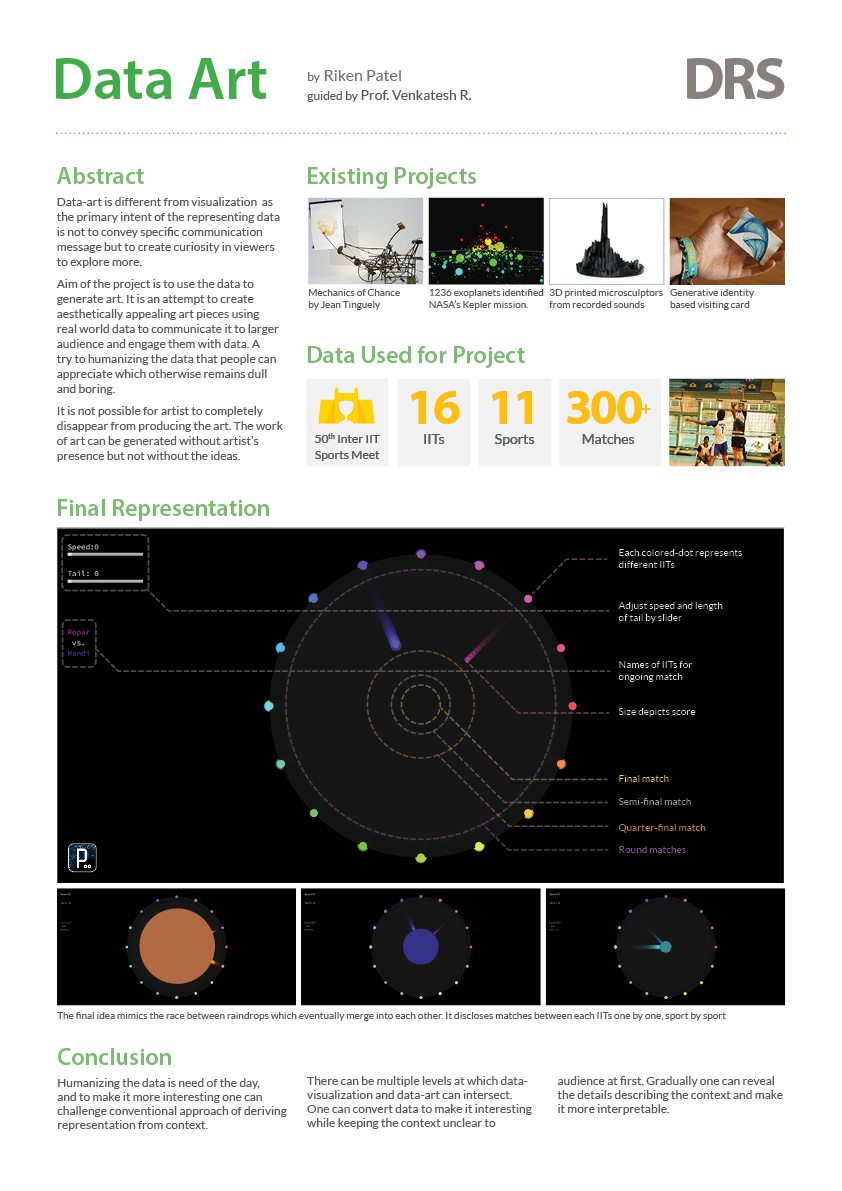 Data Art
by Riken Patel
guided by Prof. Venkatesh R.
DRS
Abstract
Data-art is different from visualization as
the primary intent of the representing data
is not to convey specific communication
message but to create curiosity in viewers
to explore more.
Aim of the project is to use the data to
generate art. It is an attempt to create
aesthetically appealing art pieces using
real world data to communicate it to larger
audience and engage them with data. A
try to humanizing the data that people can
appreciate which otherwise remains dull
and boring.
It is not possible for artist to completely
disappear from producing the art. The work
of art can be generated without artist's
presence but not without the ideas.
Existing Projects
Mechanics of Chance
by Jean Tinguely
1236 exoplanets identified
NASA's Kepler mission.
3D printed microsculptors
from recorded sounds
Generative identity
based visiting card
Data Used for Project
50th Inter IIT
Sports Meet
16
IITs
11
Sports
300+
Matches
Final Representation
Speed:0
Tail: 0
Ropar
vs.
Mandi
Each colored-dot represents
different IITs
Adjust speed and length
of tail by slider
Names of IITs for
ongoing match
Size depicts score
Final match
Semi-final match
Quarter-final match
Round matches
P
The final idea mimics the race between raindrops which eventually merge into each other. It discloses matches between each IITs one by one, sport by sport
Conclusion
Humanizing the data is need of the day,
and to make it more interesting one can
challenge conventional approach of deriving
representation from context.
There can be multiple levels at which data-
visualization and data-art can intersect.
One can convert data to make it interesting
while keeping the context unclear to
audience at first. Gradually one can reveal
the details describing the context and make
it more interpretable.